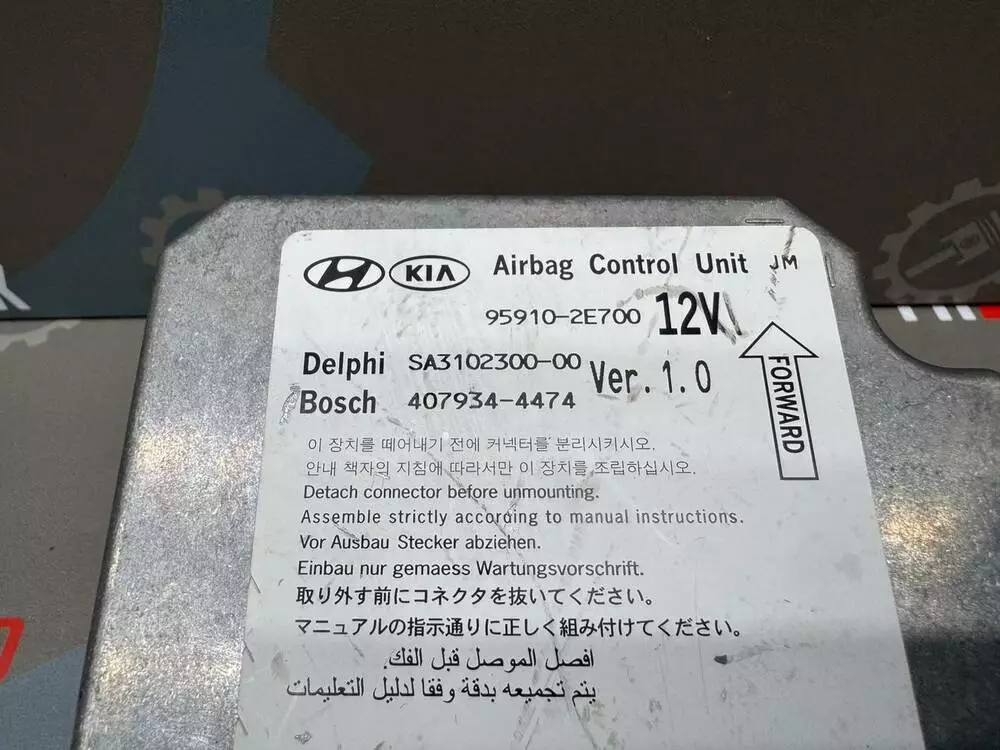 KIA Airbag Control Unit JM
95910-2E700 12V
Delphi SA3102300-00 Ver. 1.0
Bosch 407934-4474
FORWARD
이 장치를 떼어내기 전에 커넥터를 분리시키시오.
안내 책자의 지침에 따라서만 이 장치를 조립하십시오.
Detach connector before unmounting.
Assemble strictly according to manual instructions.
Vor Ausbau Stecker abziehen.
Einbau nur gemaess Wartungsvorschrift.
取り外す前にコネクタを抜いてください。
マニュアルの指示通りに正しく組み付けてください。
افصل الموصل قبل الفك.
يتم تجميعه بدقة وفقا لدليل التعليمات